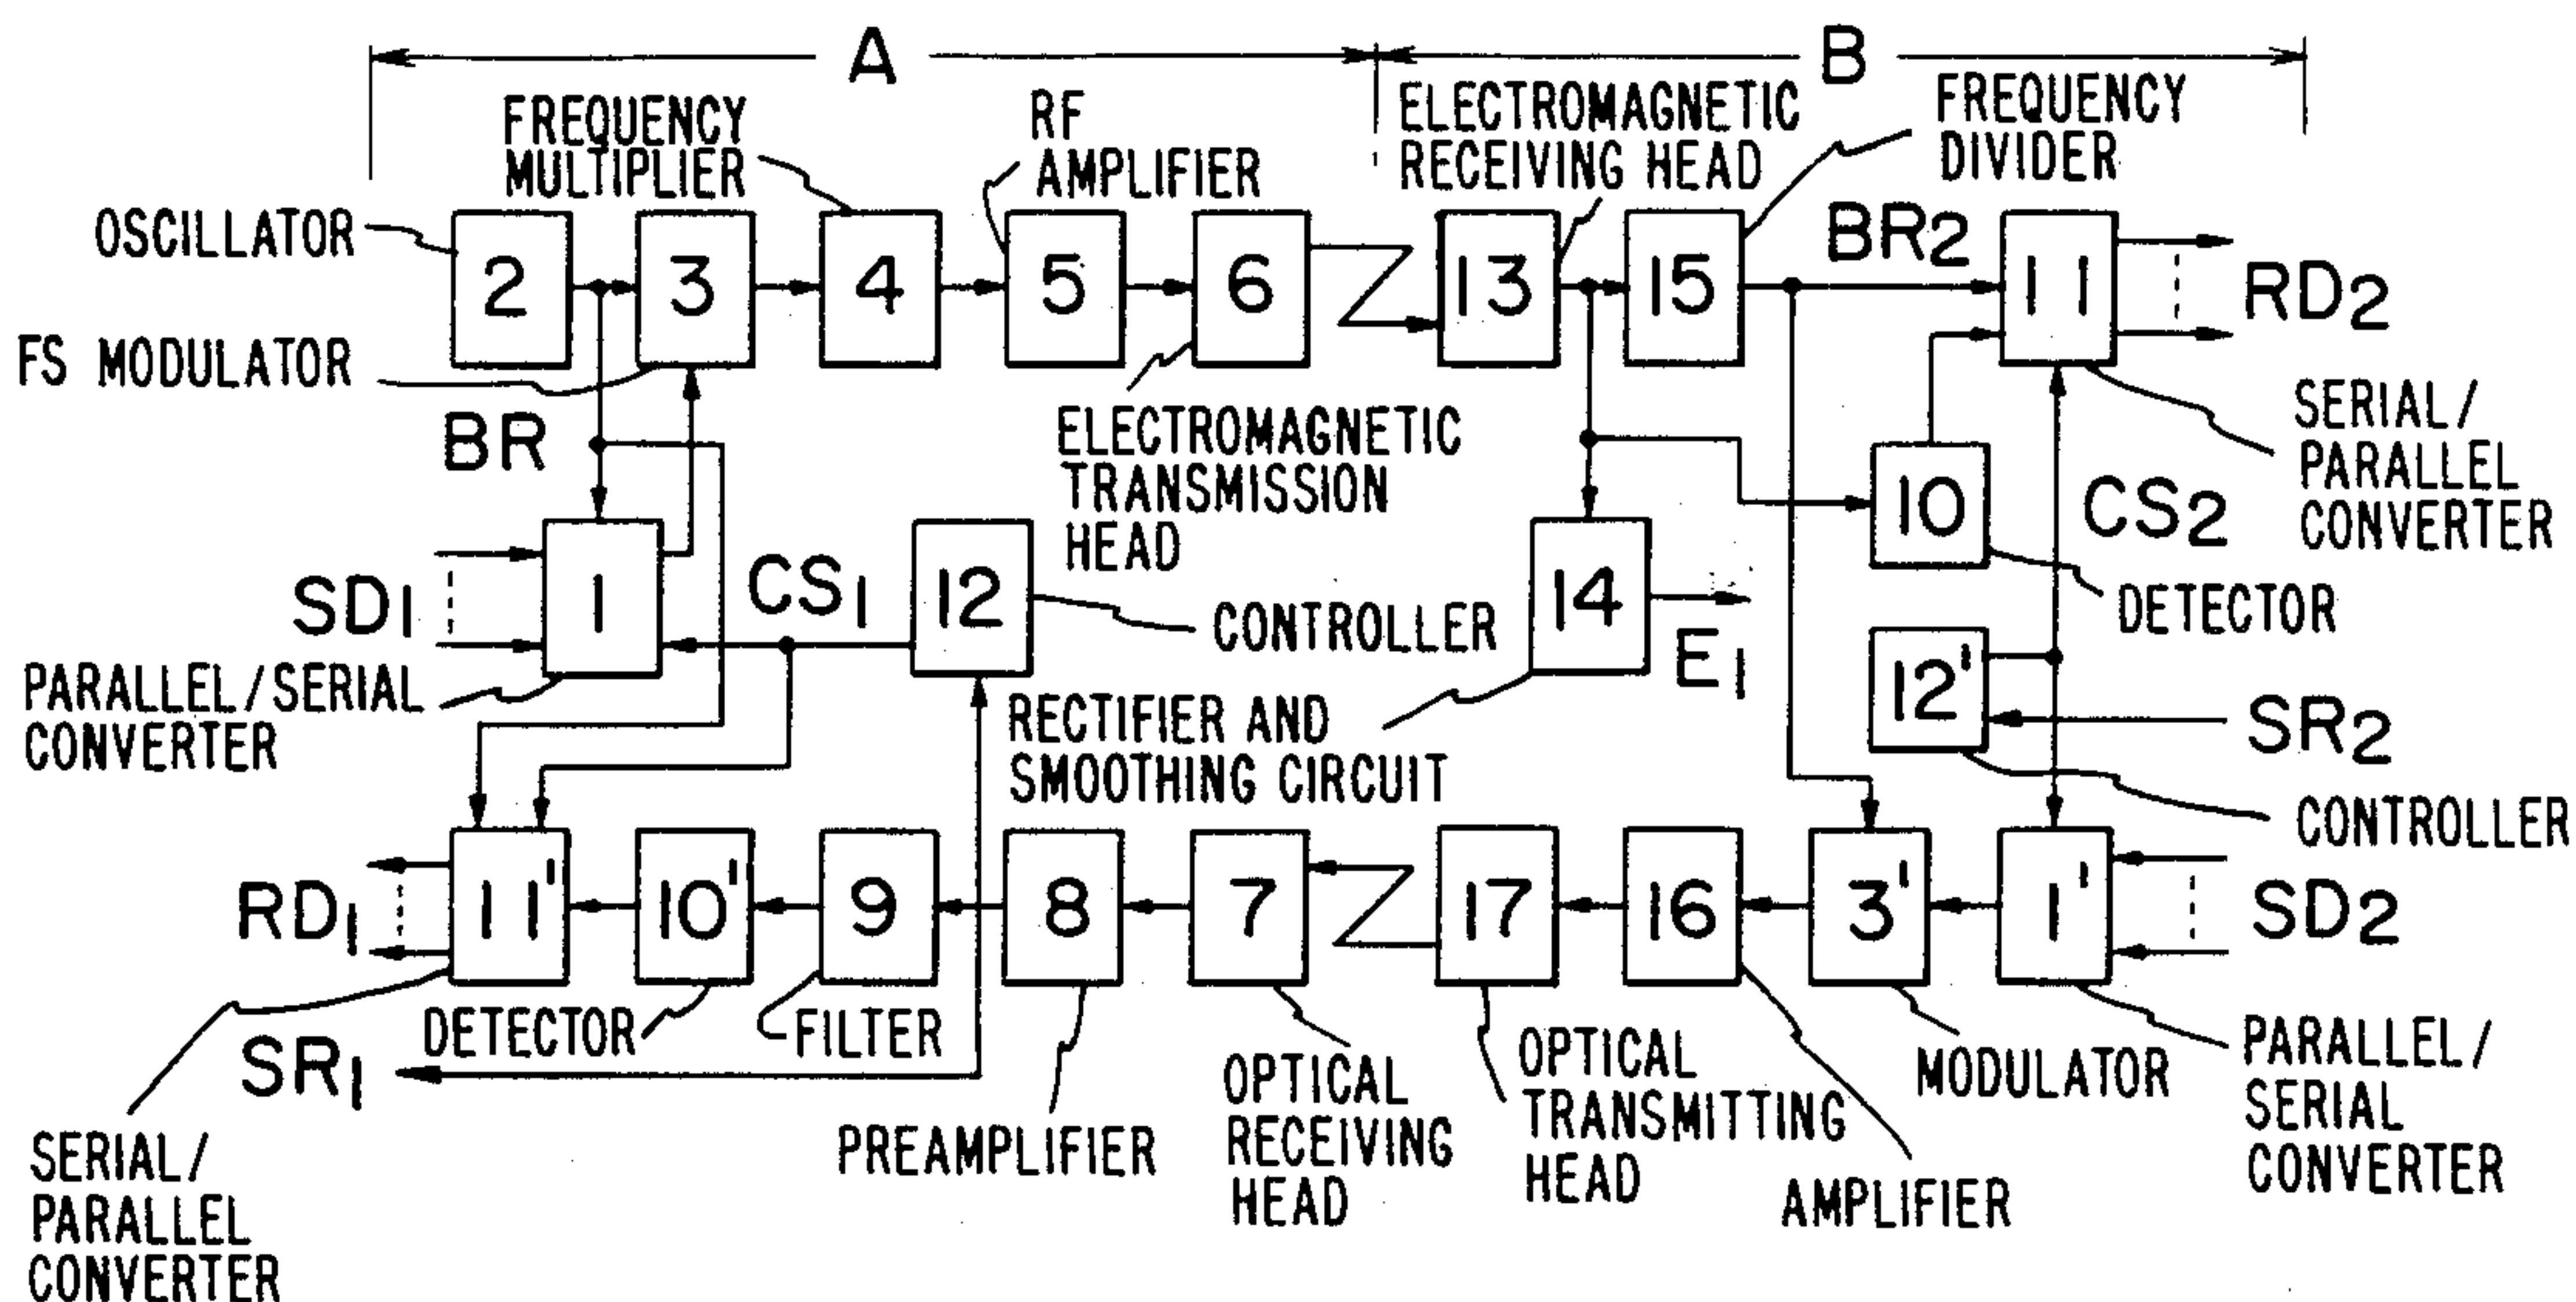 A
B
FREQUENCY
MULTIPLIER
RF
AMPLIFIER
ELECTROMAGNETIC
RECEIVING HEAD
FREQUENCY
DIVIDER
OSCILLATOR
2
3
4
5
6
13
15
BR2
11
RD2
FS MODULATOR
BR
ELECTROMAGNETIC
TRANSMISSION
HEAD
SERIAL/
PARALLEL
CONVERTER
10
CS2
DETECTOR
SD1
1
CS1
12
CONTROLLER
14
E1
12'
SR2
PARALLEL/SERIAL
CONVERTER
RECTIFIER AND
SMOOTHING CIRCUIT
CONTROLLER
RD1
11'
10'
9
8
7
17
16
3'
1'
SD2
DETECTOR
FILTER
SR1
PREAMPLIFIER
OPTICAL
RECEIVING
HEAD
OPTICAL
TRANSMITTING
HEAD
AMPLIFIER
MODULATOR
PARALLEL/
SERIAL
CONVERTER
SERIAL/
PARALLEL
CONVERTER